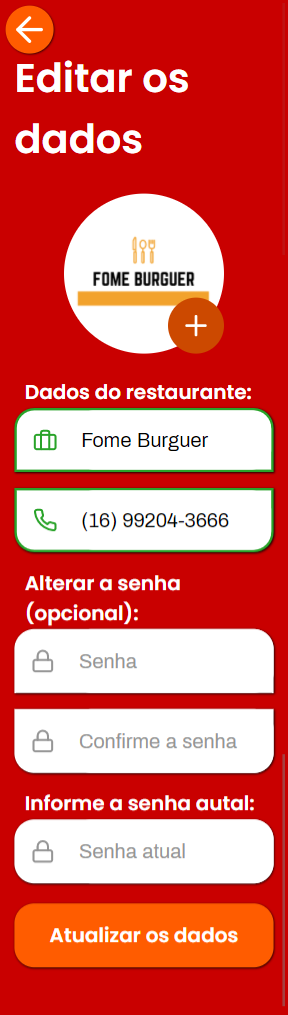 Editar os
dados
FOME BURGUER
Dados do restaurante:
Fome Burguer
(16) 99204-3666
Alterar a senha
(opcional):
Senha
Confirme a senha
Informe a senha autal:
Senha atual
Atualizar os dados